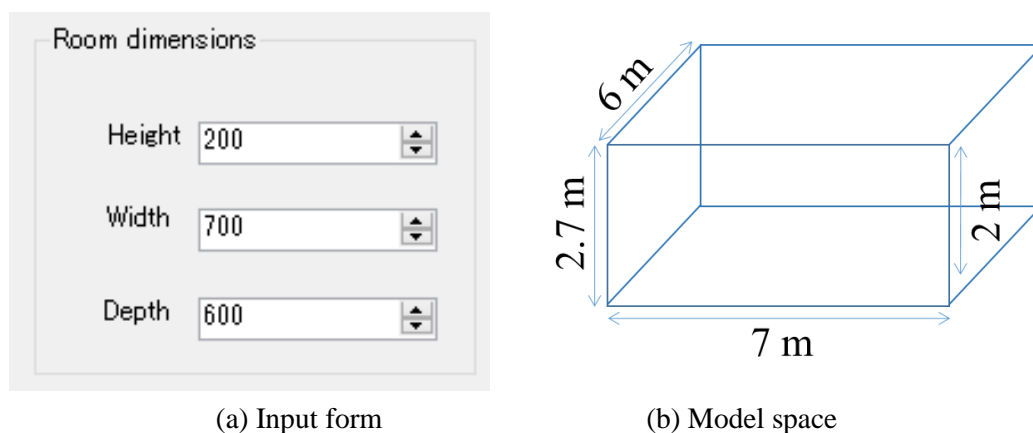 Room dimensions
Height 200
Width 700
Depth 600
6 m
2.7 m
2 m
7 m
(a) Input form
(b) Model space